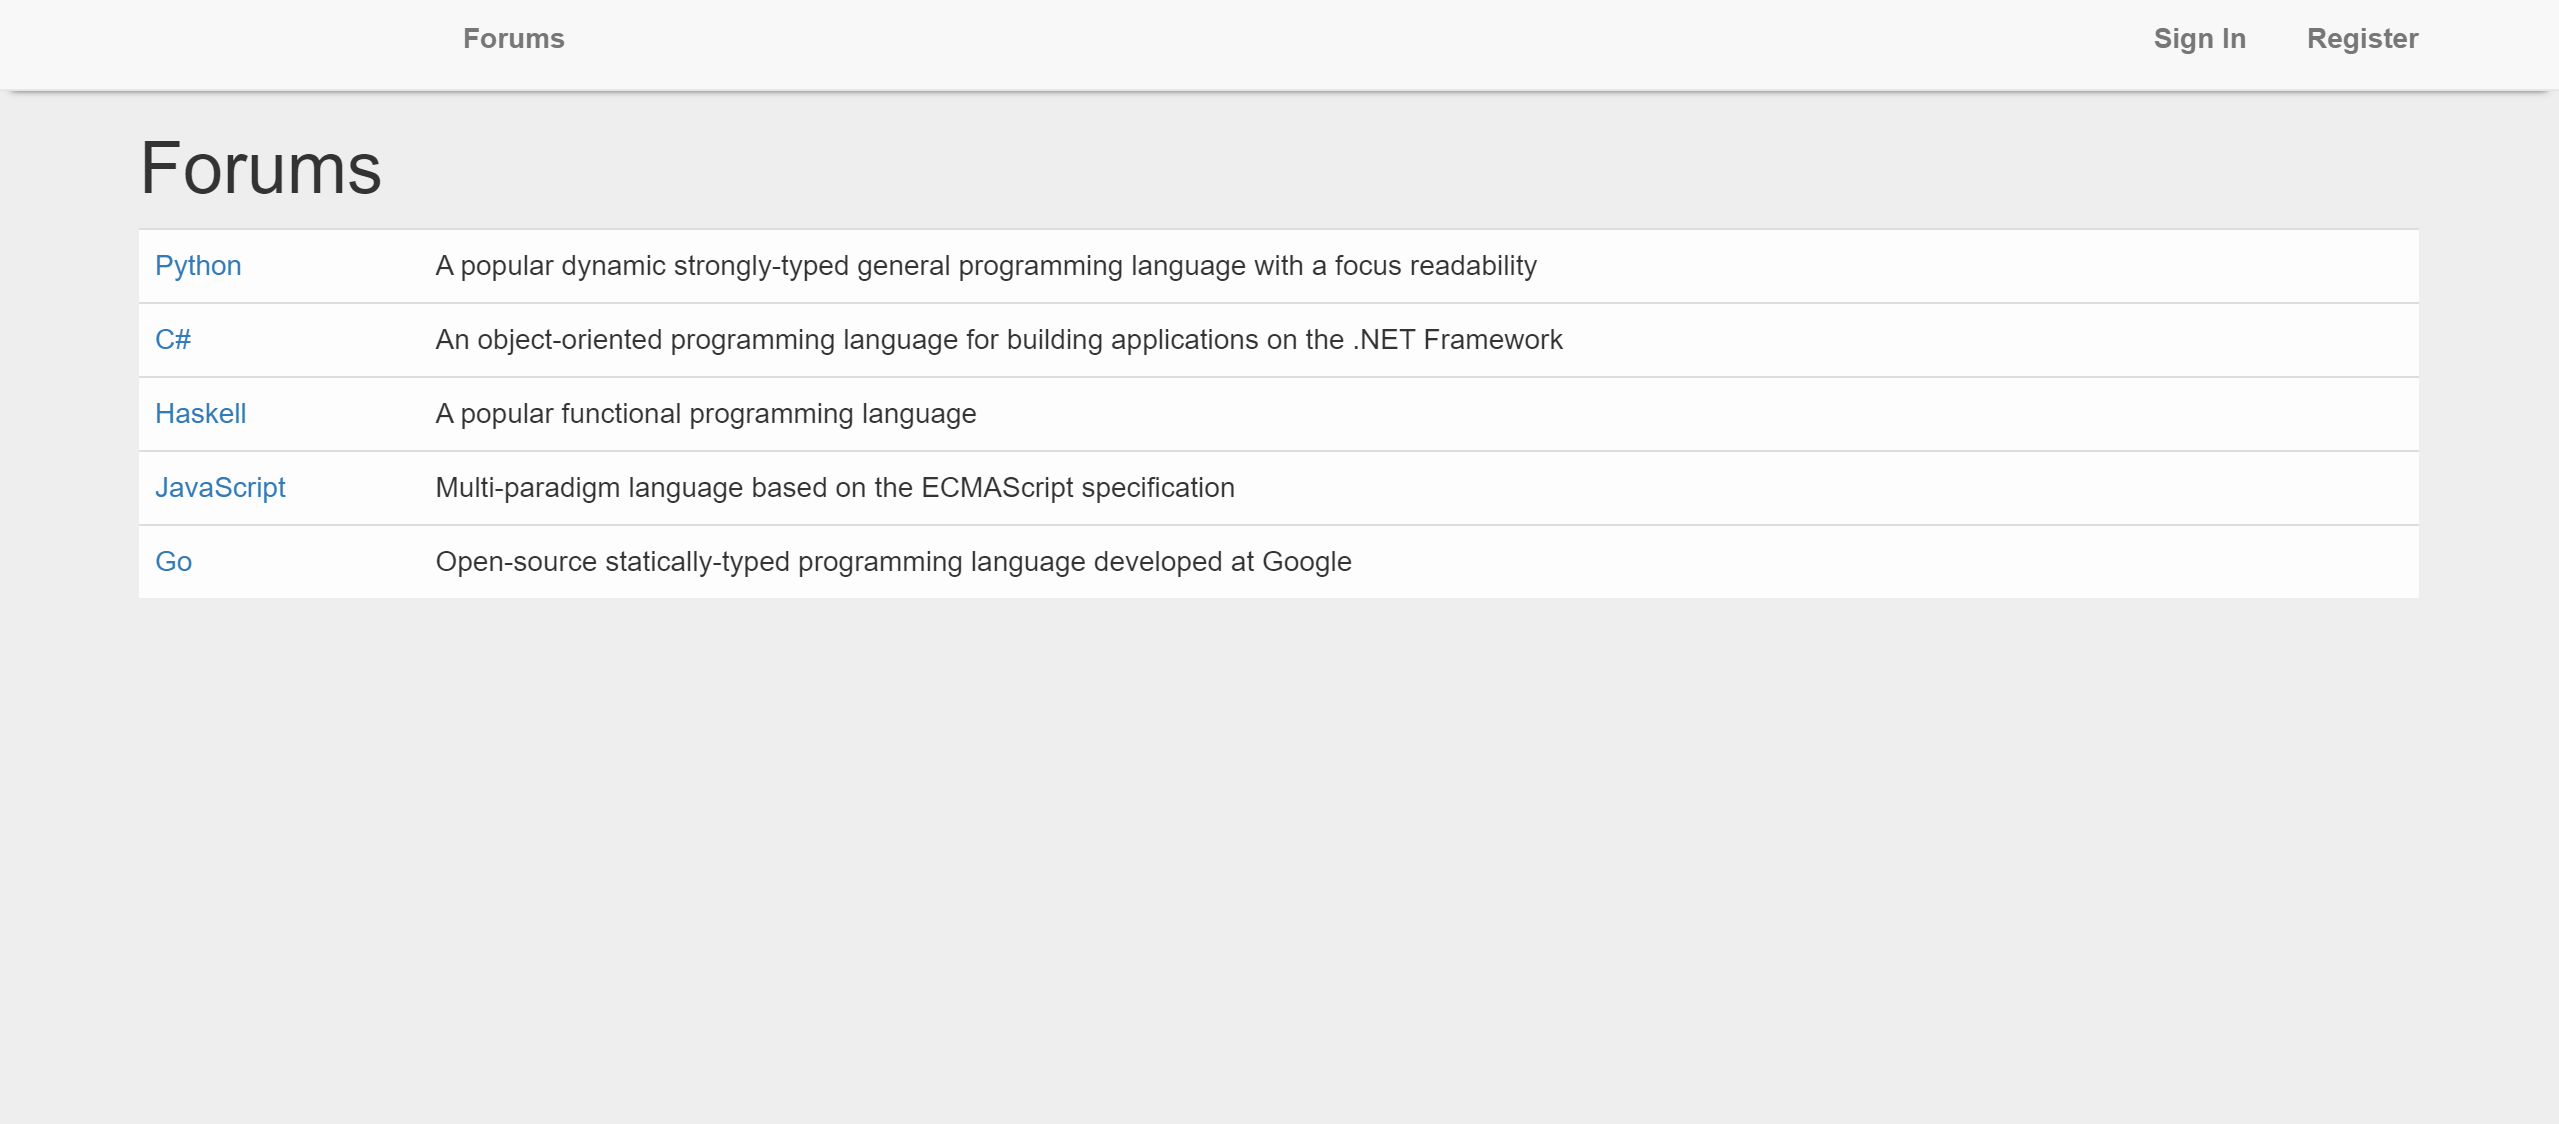 Forums Sign In Register
Forums
Python A popular dynamic strongly-typed general programming language with a focus readability
C# An object-oriented programming language for building applications on the .NET Framework
Haskell A popular functional programming language
JavaScript Multi-paradigm language based on the ECMAScript specification
Go Open-source statically-typed programming language developed at Google